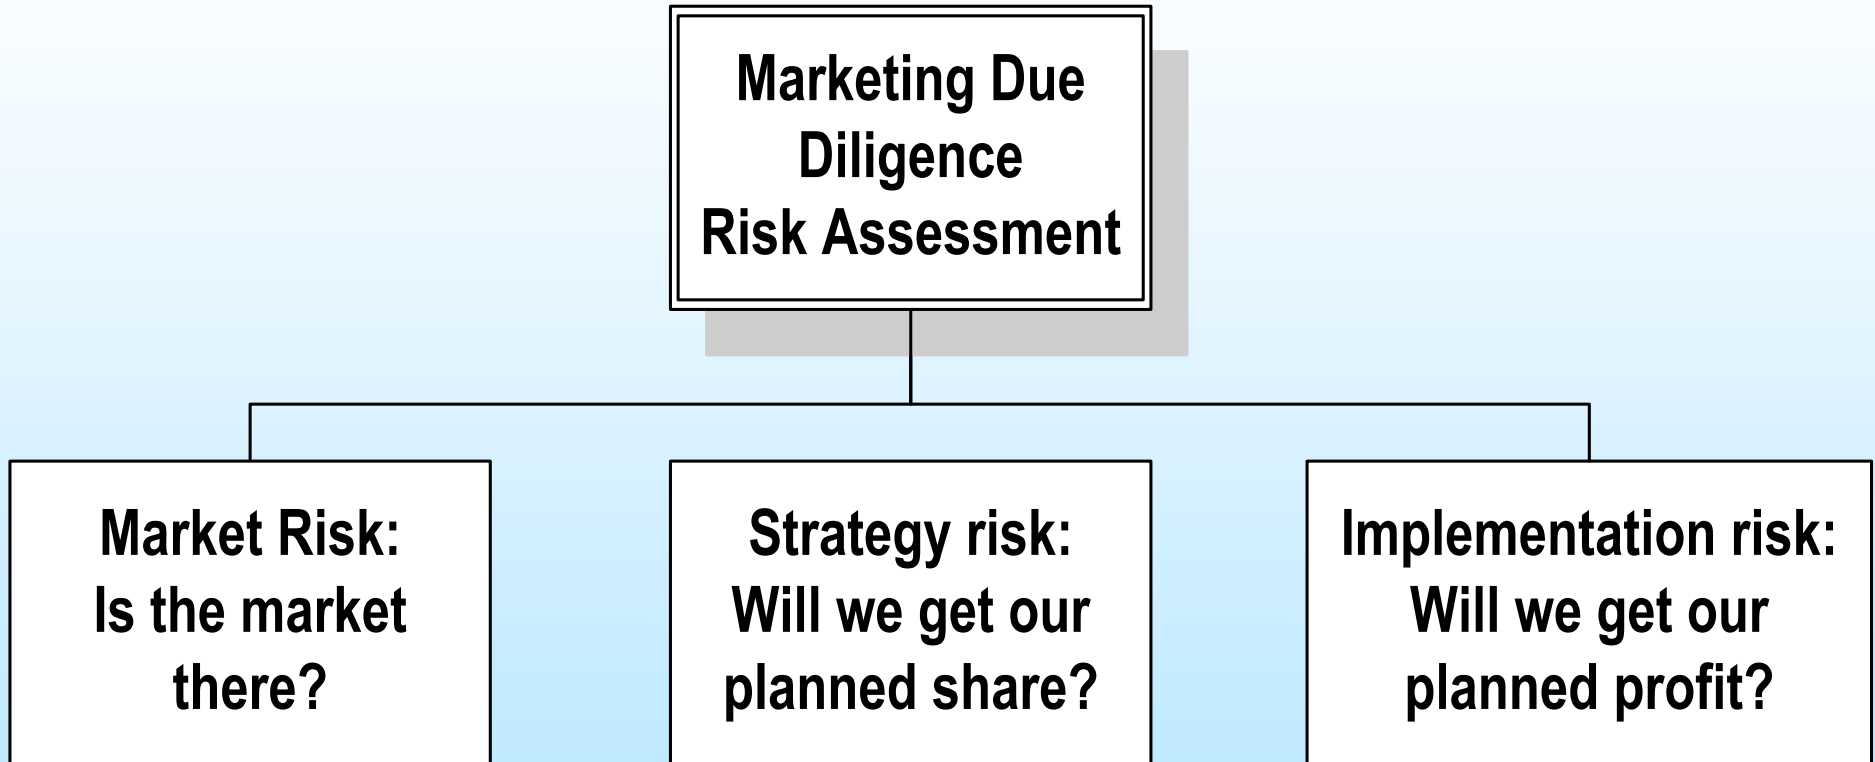 Marketing Due
Diligence
Risk Assessment
Market Risk:
Is the market
there?
Strategy risk:
Will we get our
planned share?
Implementation risk:
Will we get our
planned profit?